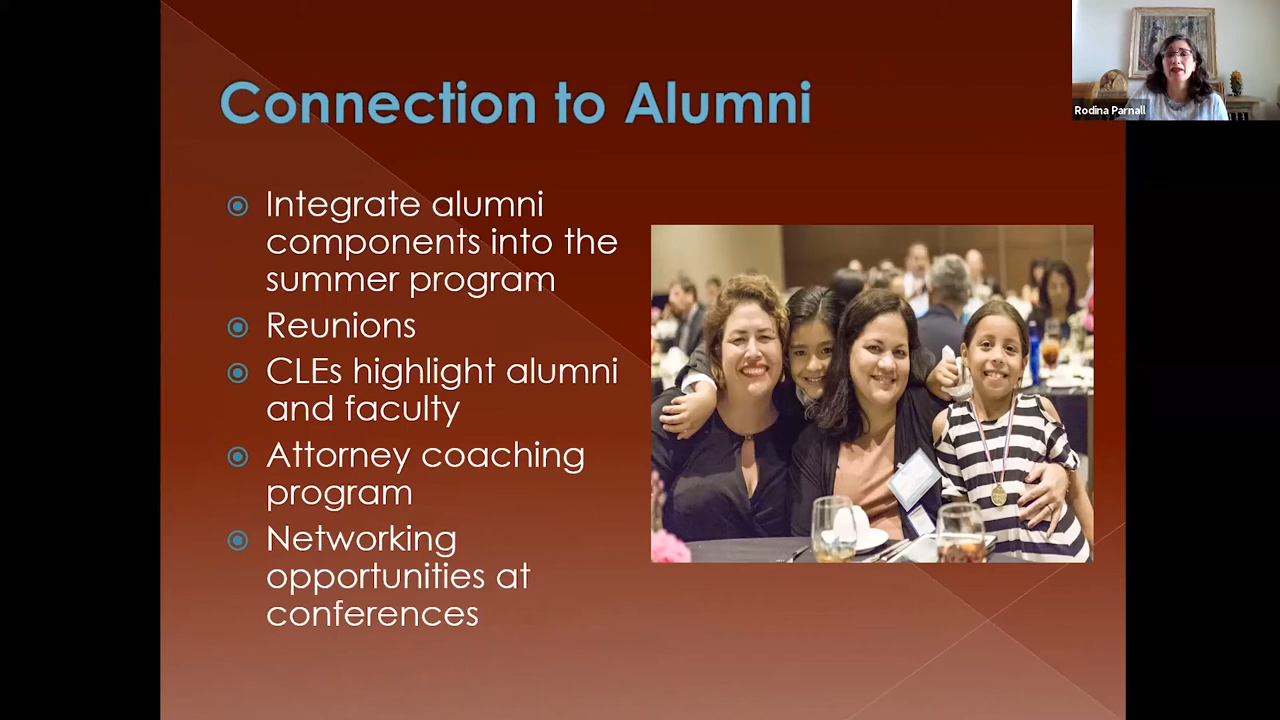 Connection to Alumni
Rodina Parnall
Integrate alumni
components into the
summer program
Reunions
CLEs highlight alumni
and faculty
Attorney coaching
program
Networking
opportunities at
conferences